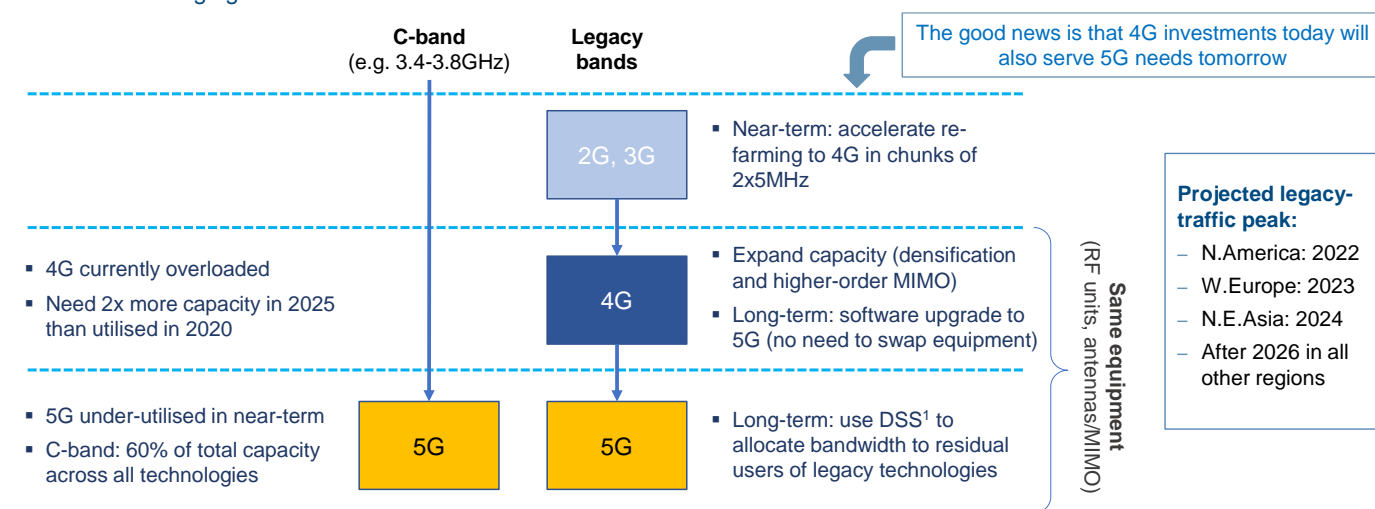 C-band
(e.g. 3.4-3.8GHz)
Legacy
bands
The good news is that 4G investments today will
also serve 5G needs tomorrow
2G, 3G
▪ Near-term: accelerate re-
farming to 4G in chunks of
2x5MHz
▪ 4G currently overloaded
▪ Need 2x more capacity in 2025
than utilised in 2020
4G
▪ Expand capacity (densification
and higher-order MIMO)
▪ Long-term: software upgrade to
5G (no need to swap equipment)
▪ 5G under-utilised in near-term
▪ C-band: 60% of total capacity
across all technologies
5G
5G
▪ Long-term: use DSS¹ to
allocate bandwidth to residual
users of legacy technologies
Same equipment
(RF units, antennas/MIMO)
Projected legacy-
traffic peak:
– N.America: 2022
– W.Europe: 2023
– N.E.Asia: 2024
– After 2026 in all
other regions